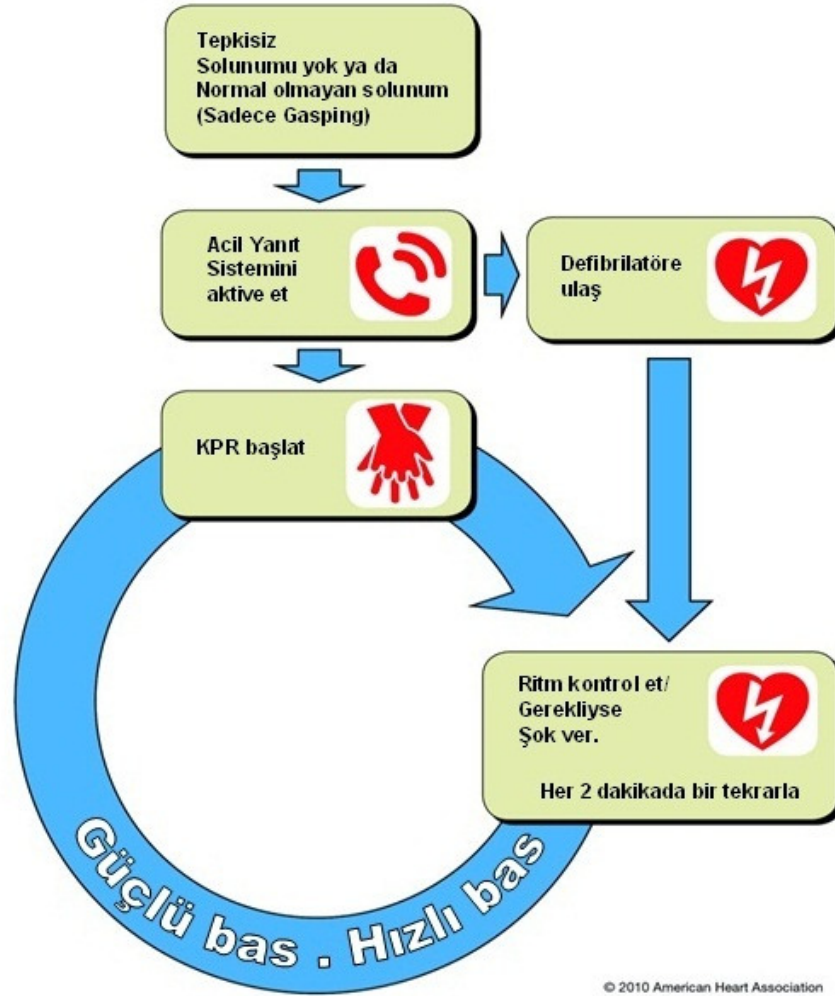 Tepkisiz
Solunumu yok ya da
Normal olmayan solunum
(Sadece Gasping)
Acil Yanıt
Sistemini
aktive et
Defibrilatöre
ulaş
KPR başlat
Ritm kontrol et/
Gerekliyse
Şok ver.
Her 2 dakikada bir tekrarla
Güçlü bas . Hızlı bas
© 2010 American Heart Association